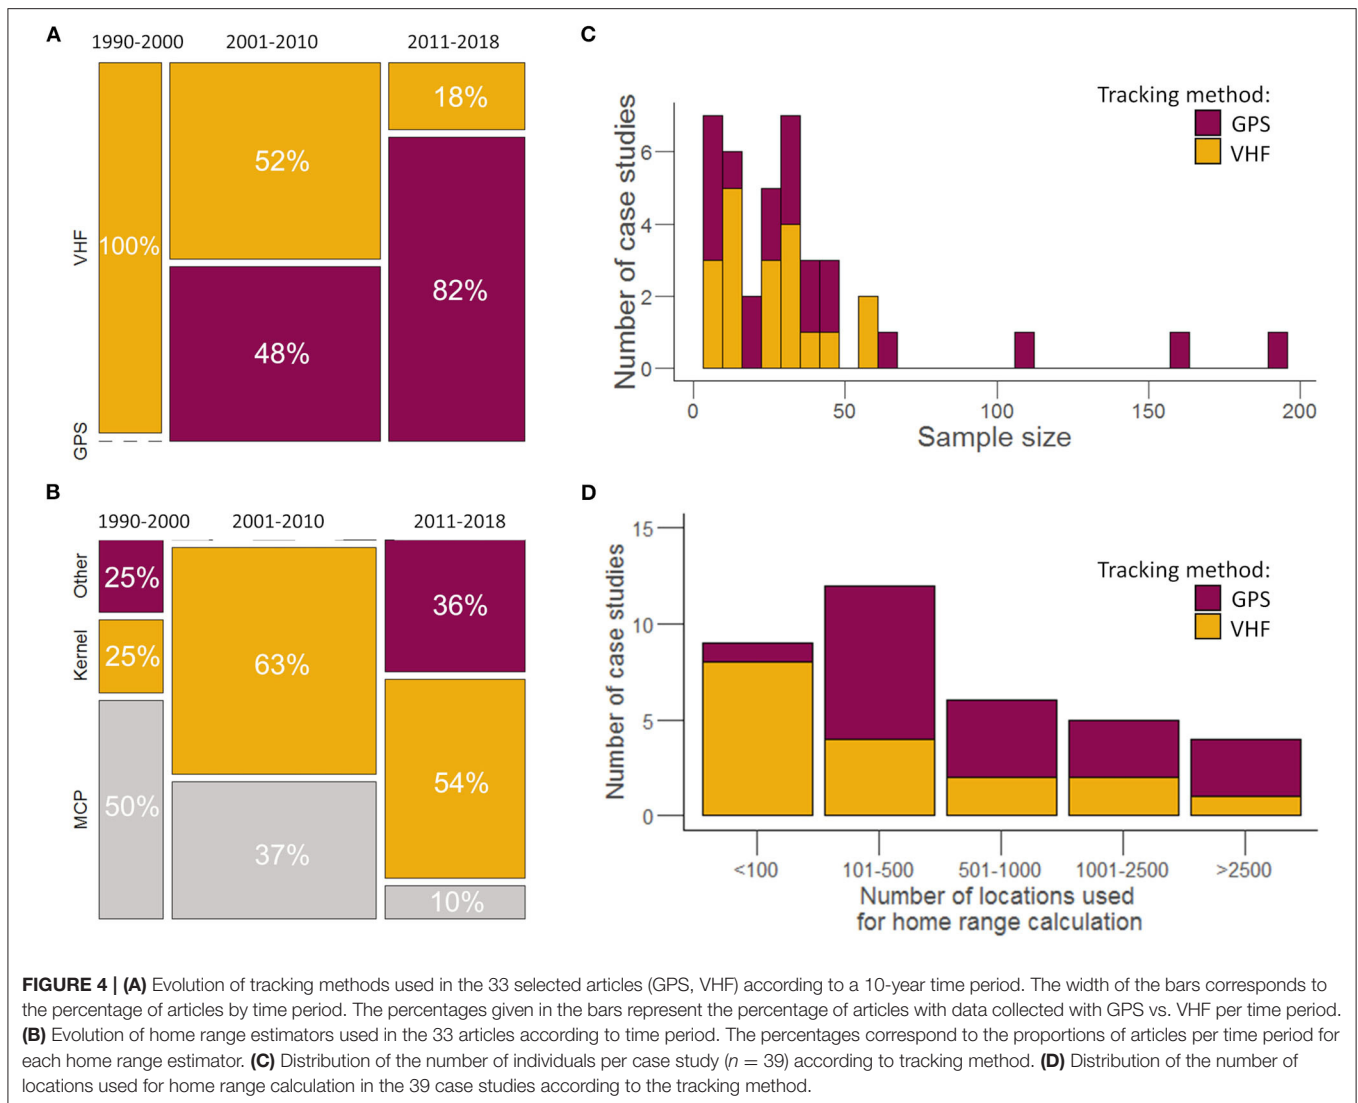 A
1990-2000
2001-2010
2011-2018
VHF
GPS
100%
52%
48%
18%
82%
B
1990-2000
2001-2010
2011-2018
Other
Kernel
MCP
25%
25%
50%
63%
37%
36%
54%
10%
C
Number of case studies
6
4
2
0
0
50
100
150
200
Sample size
Tracking method:
GPS
VHF
D
Number of case studies
15
10
5
0
<100
101-500
501-1000
1001-2500
>2500
Number of locations used
for home range calculation
Tracking method:
GPS
VHF
FIGURE 4 | (A) Evolution of tracking methods used in the 33 selected articles (GPS, VHF) according to a 10-year time period. The width of the bars corresponds to
the percentage of articles by time period. The percentages given in the bars represent the percentage of articles with data collected with GPS vs. VHF per time period.
(B) Evolution of home range estimators used in the 33 articles according to time period. The percentages correspond to the proportions of articles per time period for
each home range estimator. (C) Distribution of the number of individuals per case study (n = 39) according to tracking method. (D) Distribution of the number of
locations used for home range calculation in the 39 case studies according to the tracking method.